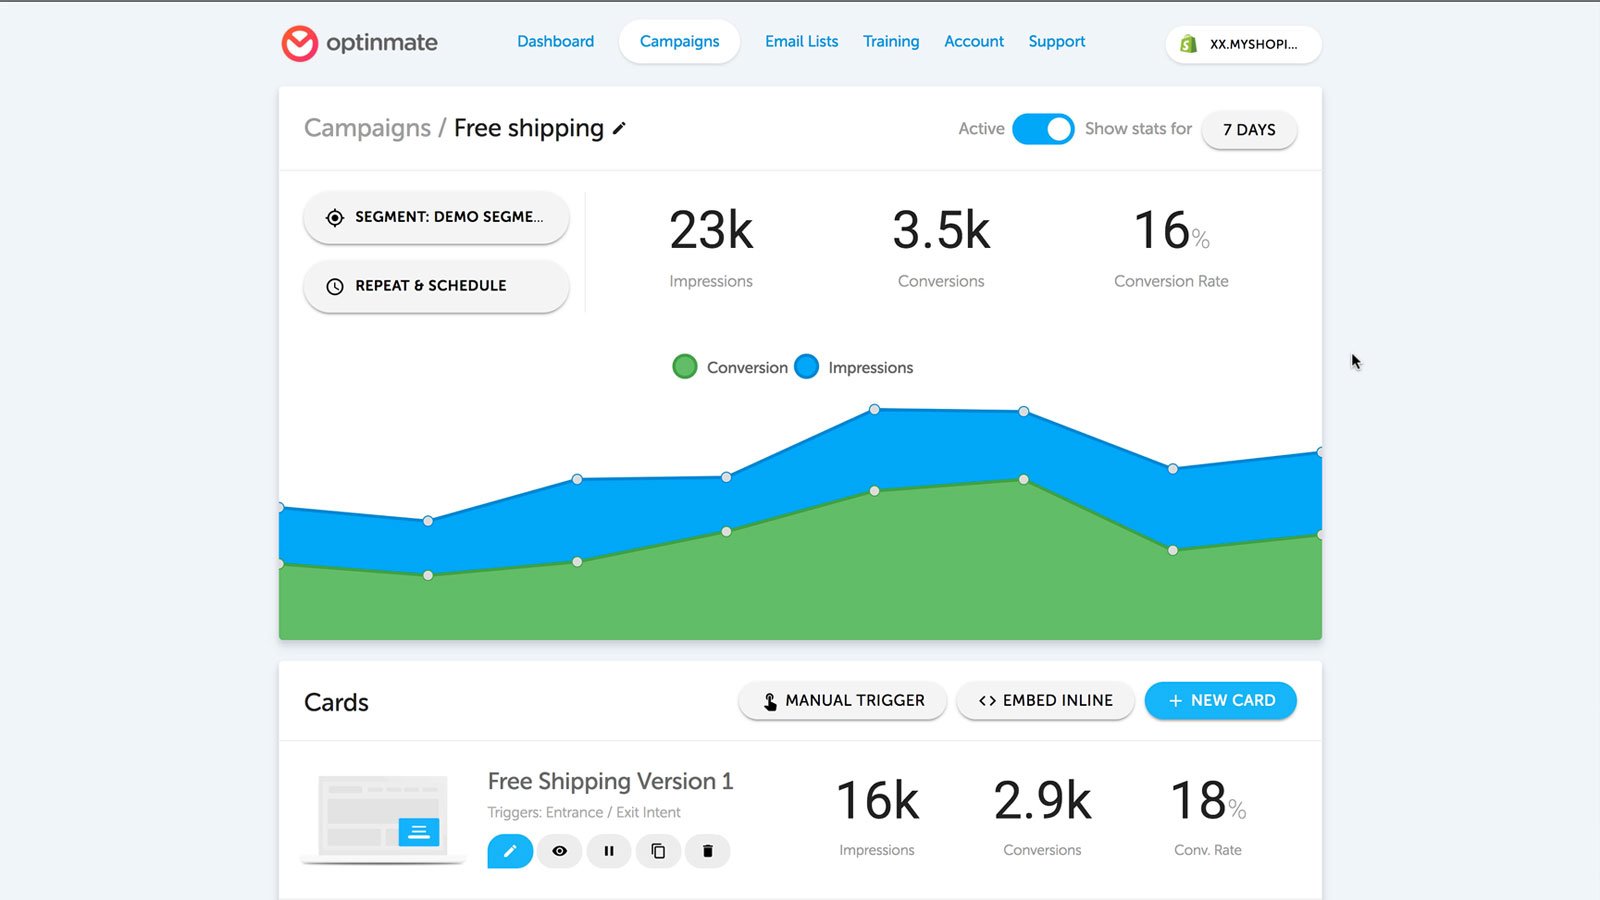 optinmate
Dashboard Campaigns Email Lists Training Account Support
XX.MYSHOPI...
Campaigns / Free shipping
Active Show stats for 7 DAYS
SEGMENT: DEMO SEGME...
REPEAT & SCHEDULE
23k 3.5k 16%
Impressions Conversions Conversion Rate
Conversion Impressions
Cards
MANUAL TRIGGER <> EMBED INLINE + NEW CARD
Free Shipping Version 1
Triggers: Entrance / Exit Intent
16k 2.9k 18%
Impressions Conversions Conv. Rate